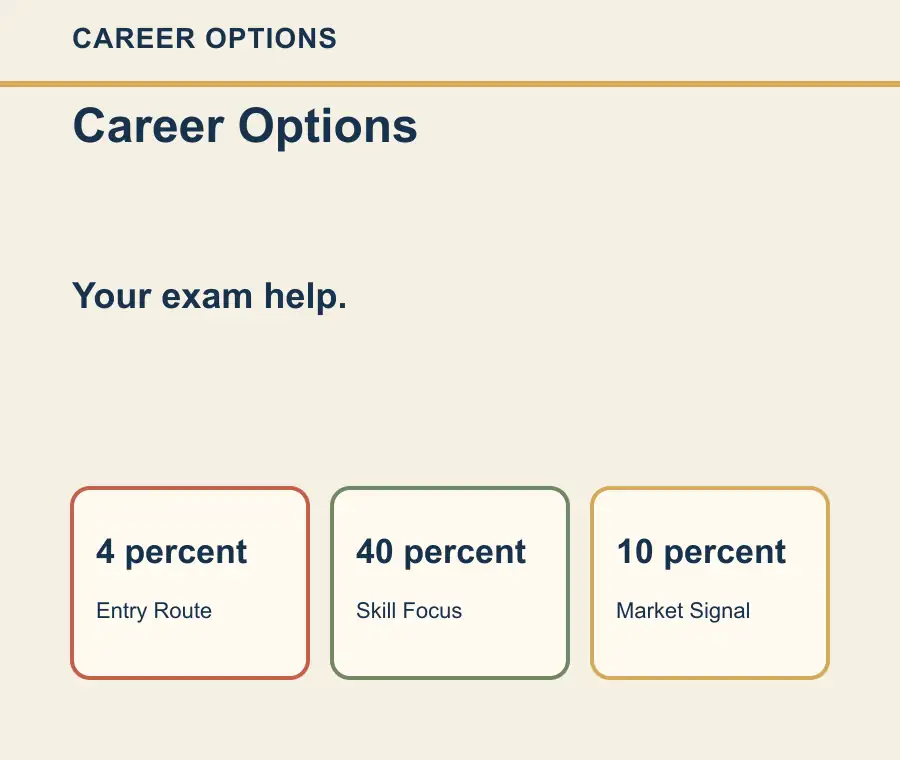 CAREER OPTIONS
Career Options
Your exam help.
4 percent
Entry Route
40 percent
Skill Focus
10 percent
Market Signal